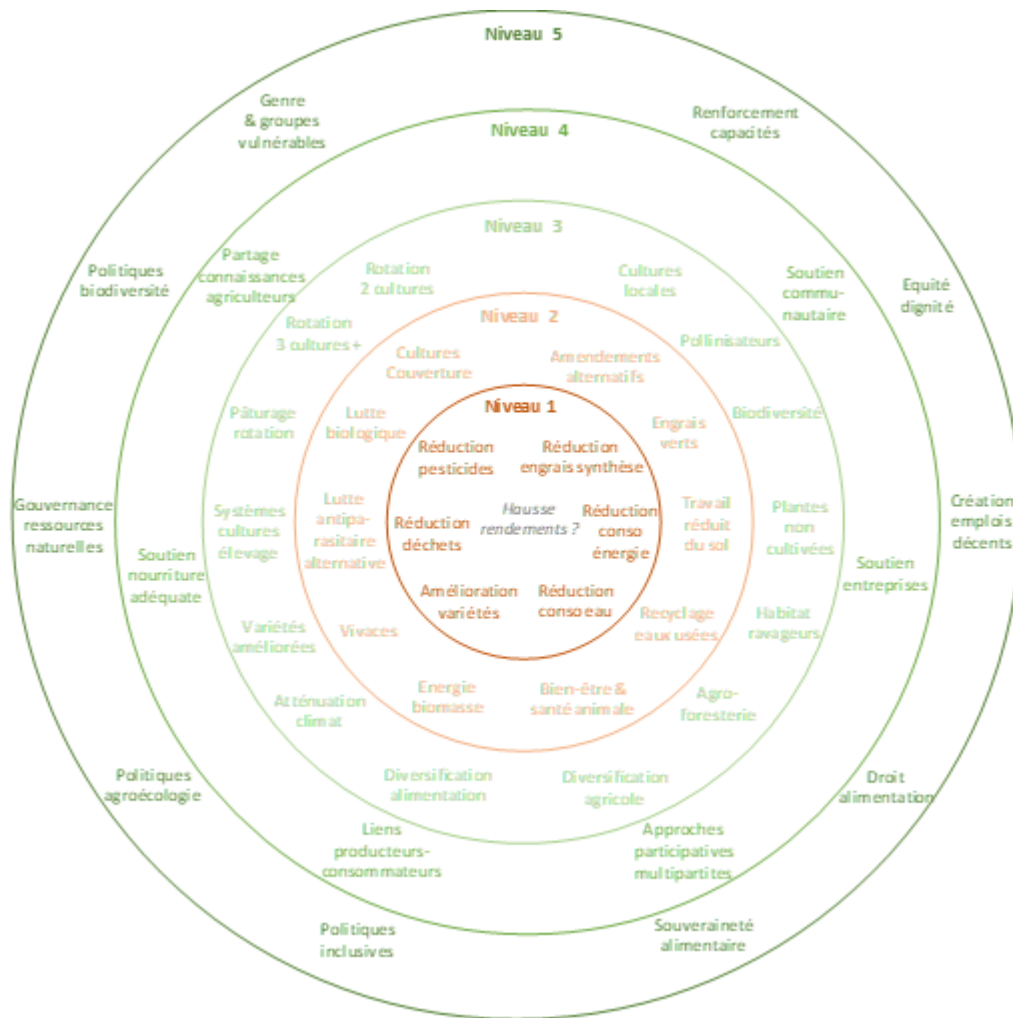 Niveau 5
Genre
& groupes
vulnérables
Renforcement
capacités
Politiques
biodiversité
Equité
dignité
Gouvernance
ressources
naturelles
Création
emplois
décents
Politiques
agroécologie
Droit
alimentation
Politiques
inclusives
Souveraineté
alimentaire
Niveau 4
Partage
connaissances
agriculteurs
Soutien
commu-
nautaire
Soutien
nourriture
adéquate
Soutien
entreprises
Liens
producteurs-
consommateurs
Approches
participatives
multipartites
Niveau 3
Rotation
2 cultures
Cultures
locales
Rotation
3 cultures+
Pollinisateurs
Pâturage
rotation
Biodiversité
Systèmes
cultures
élevage
Plantes
non
cultivées
Variétés
améliorées
Habitat
ravageurs
Atténuation
climat
Agro-
foresterie
Diversification
alimentation
Diversification
agricole
Niveau 2
Cultures
Couverture
Amendements
alternatifs
Lutte
biologique
Engrais
verts
Lutte
antipa-
rasitaire
alternative
Travail
réduit
du sol
Vivaces
Recyclage
eaux usées
Energie
biomasse
Bien-être &
santé animale
Niveau 1
Réduction
pesticides
Réduction
engrais synthèse
Hausse
rendements ?
Réduction
déchets
Réduction
conso
énergie
Amélioration
variétés
Réduction
conso eau